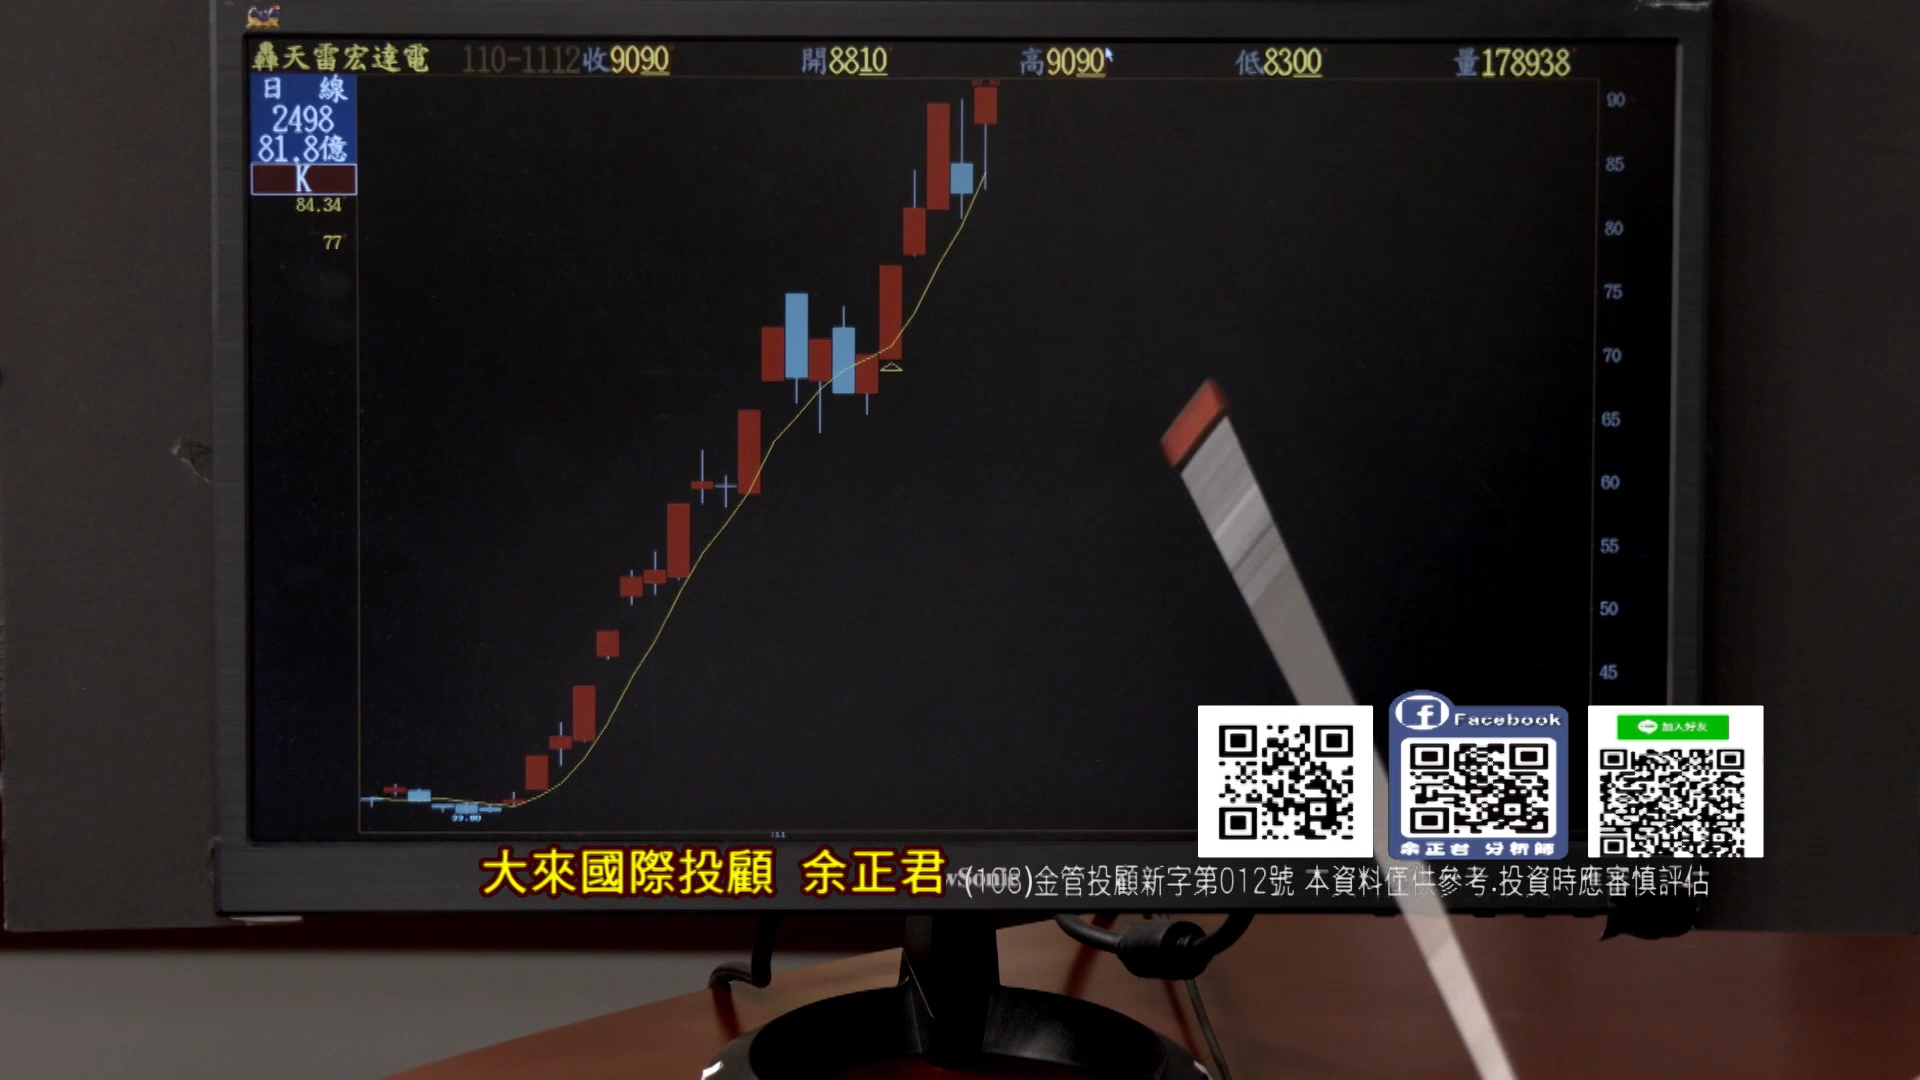 轟天雷宏達電 110-1112收9090 開8810 高9090 低8300 量178938
日 線
2498
81.8億
K
84.34
77
90
85
80
75
70
65
60
55
50
45
99.80
11
Facebook
余正君 分析師
加入好友
大來國際投顧 余正君
(108)金管投顧新字第012號 本資料僅供參考.投資時應審慎評估